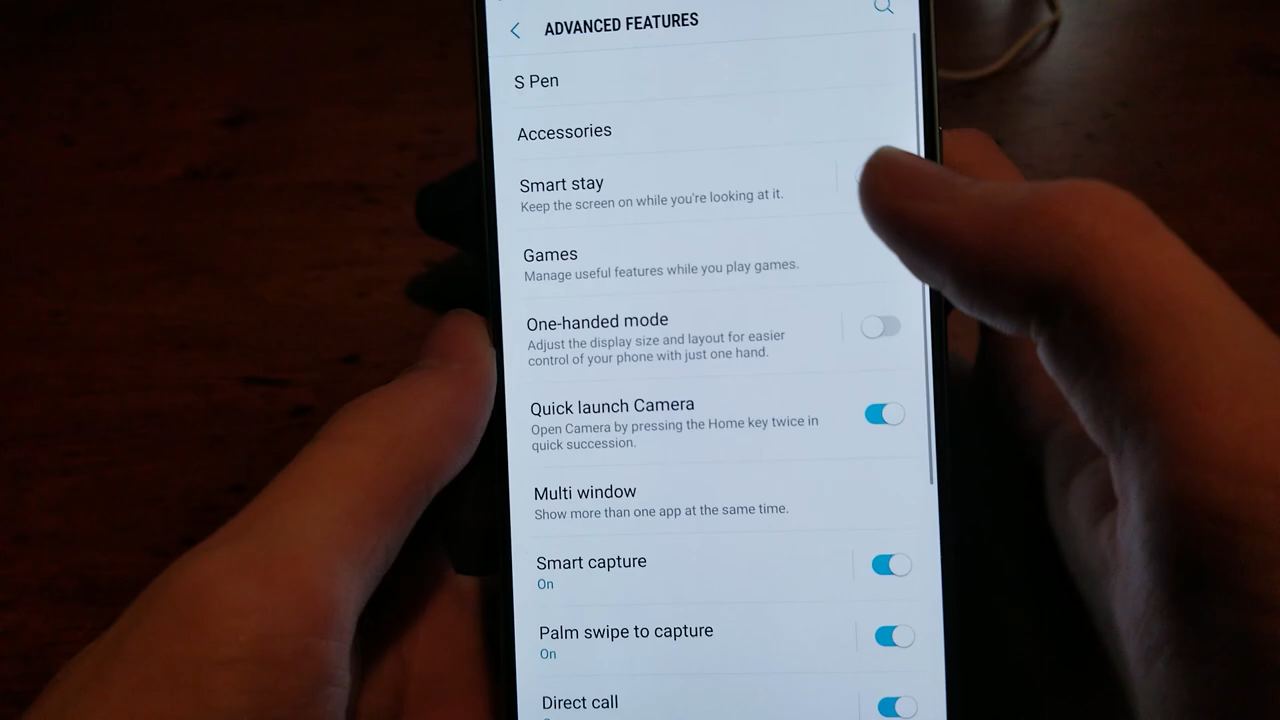 ADVANCED FEATURES
S Pen
Accessories
Smart stay
Keep the screen on while you're looking at it.
Games
Manage useful features while you play games.
One-handed mode
Adjust the display size and layout for easier
control of your phone with just one hand.
Quick launch Camera
Open Camera by pressing the Home key twice in
quick succession.
Multi window
Show more than one app at the same time.
Smart capture
On
Palm swipe to capture
On
Direct call